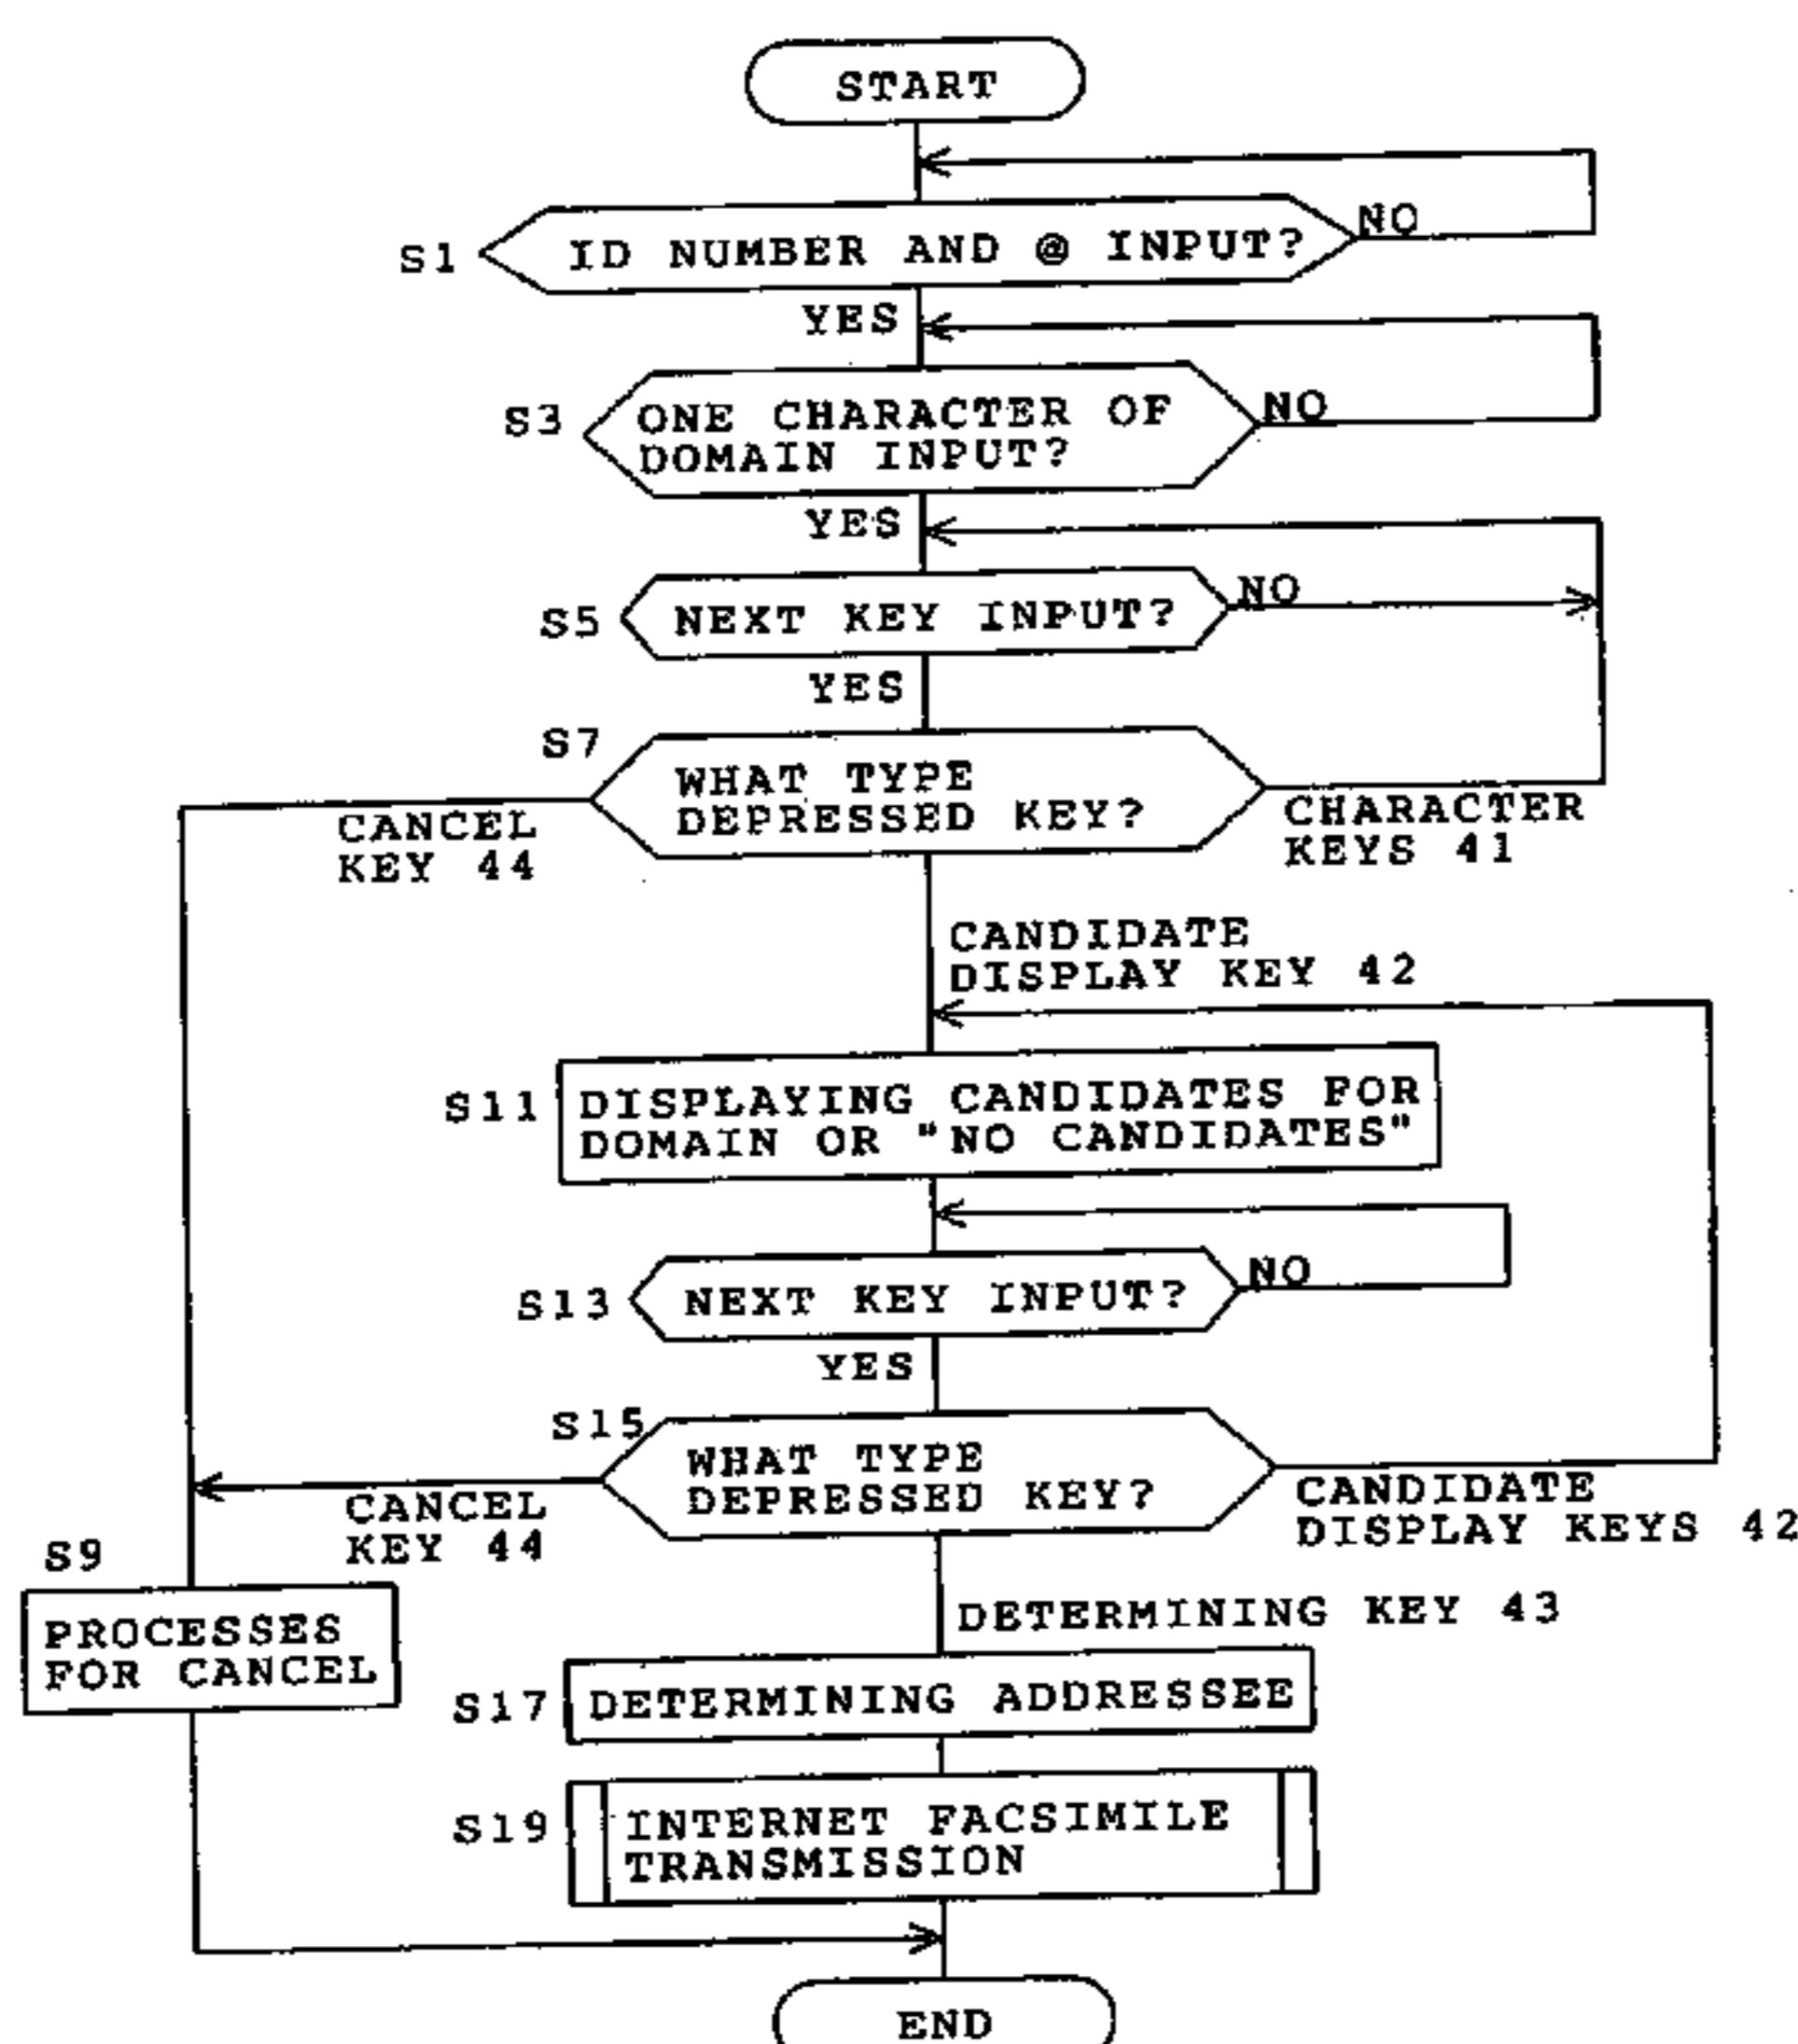 START
NO
S1
ID NUMBER AND @ INPUT?
YES
S3
ONE CHARACTER OF
DOMAIN INPUT?
NO
YES
S5
NEXT KEY INPUT?
NO
YES
S7
WHAT TYPE
DEPRESSED KEY?
CANCEL
KEY 44
CHARACTER
KEYS 41
CANDIDATE
DISPLAY KEY 42
S11
DISPLAYING CANDIDATES FOR
DOMAIN OR "NO CANDIDATES"
S13
NEXT KEY INPUT?
NO
YES
S15
WHAT TYPE
DEPRESSED KEY?
CANCEL
KEY 44
CANDIDATE
DISPLAY KEYS 42
S9
PROCESSES
FOR CANCEL
DETERMINING KEY 43
S17
DETERMINING ADDRESSEE
S19
INTERNET FACSIMILE
TRANSMISSION
END